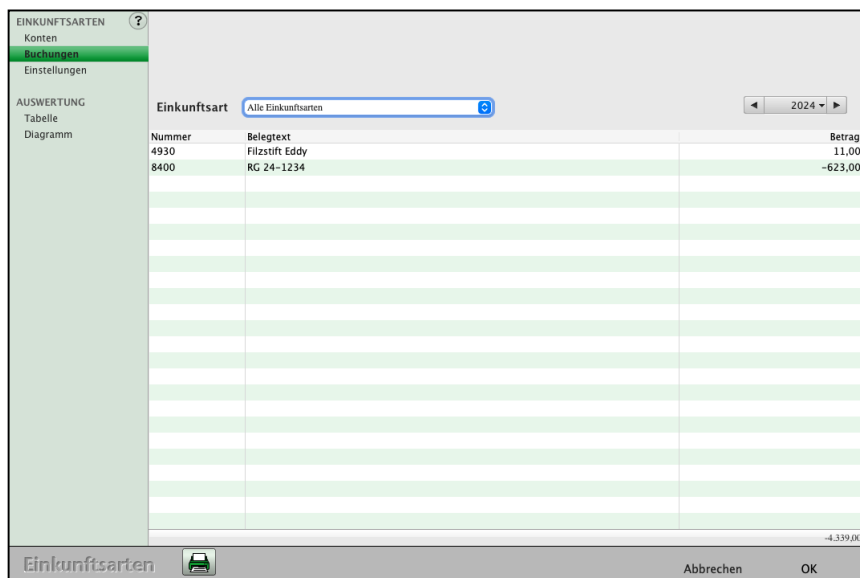 EINKUNFTSARTEN ?
Konten
Buchungen
Einstellungen
AUSWERTUNG
Tabelle
Diagramm
Einkunftsart Alle Einkunftsarten 2024
Nummer Belegtext Betrag
4930 Filzstift Eddy 11,00
8400 RG 24-1234 -623,00
-4.339,00
Einkunftsarten Abbrechen OK